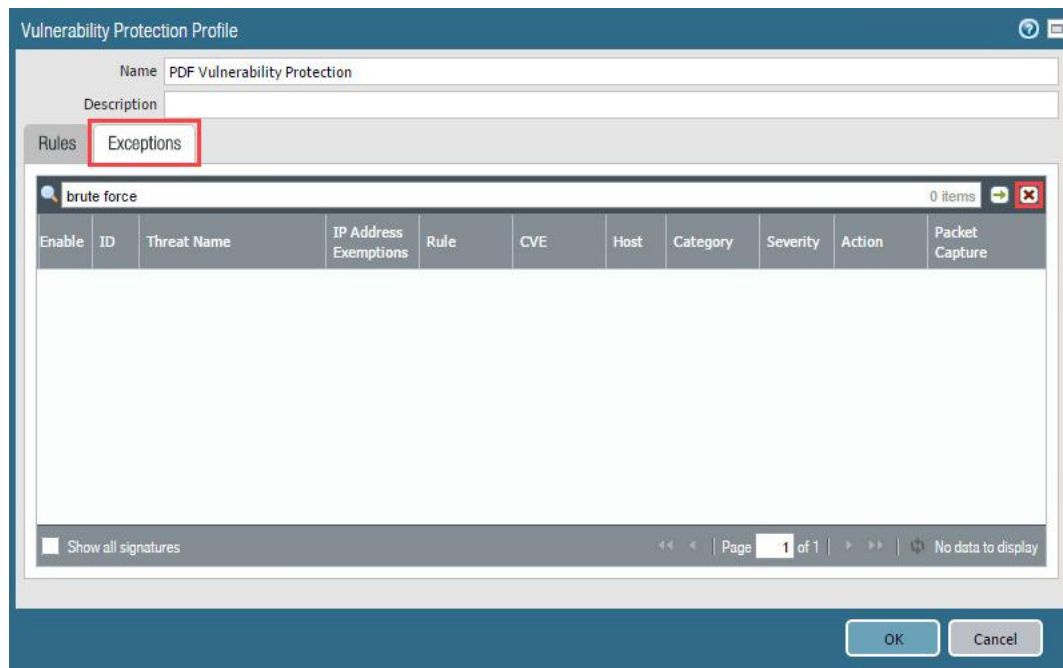 Vulnerability Protection Profile
Name PDF Vulnerability Protection
Description
Rules Exceptions
brute force 0 items
Enable ID Threat Name IP Address Exemptions Rule CVE Host Category Severity Action Packet Capture
Show all signatures Page 1 of 1 No data to display
OK Cancel